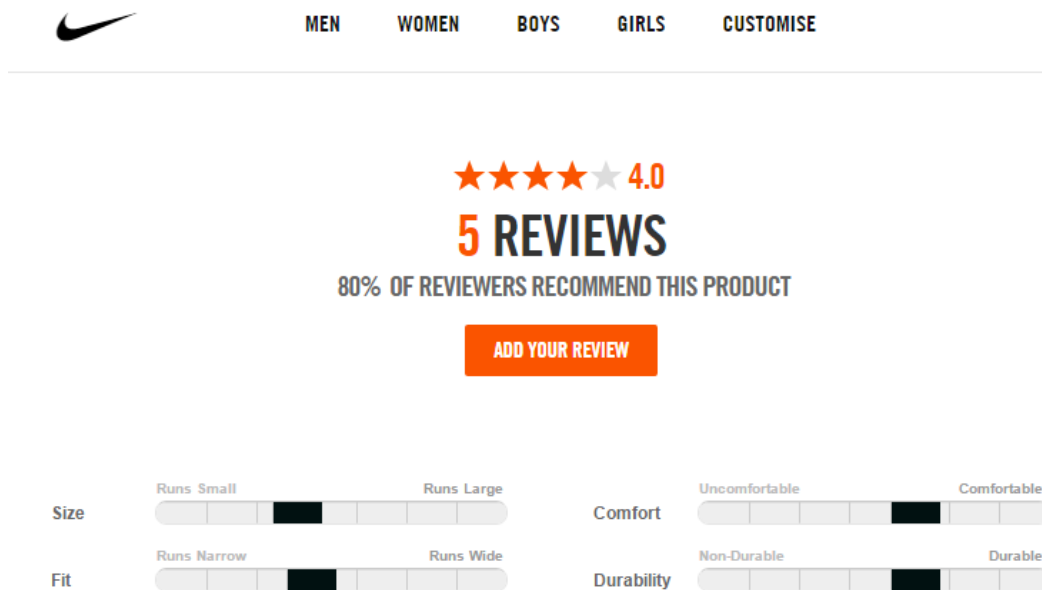 MEN WOMEN BOYS GIRLS CUSTOMISE
4.0
5 REVIEWS
80% OF REVIEWERS RECOMMEND THIS PRODUCT
ADD YOUR REVIEW
Runs Small Runs Large Uncomfortable Comfortable
Size Comfort
Runs Narrow Runs Wide Non-Durable Durable
Fit Durability